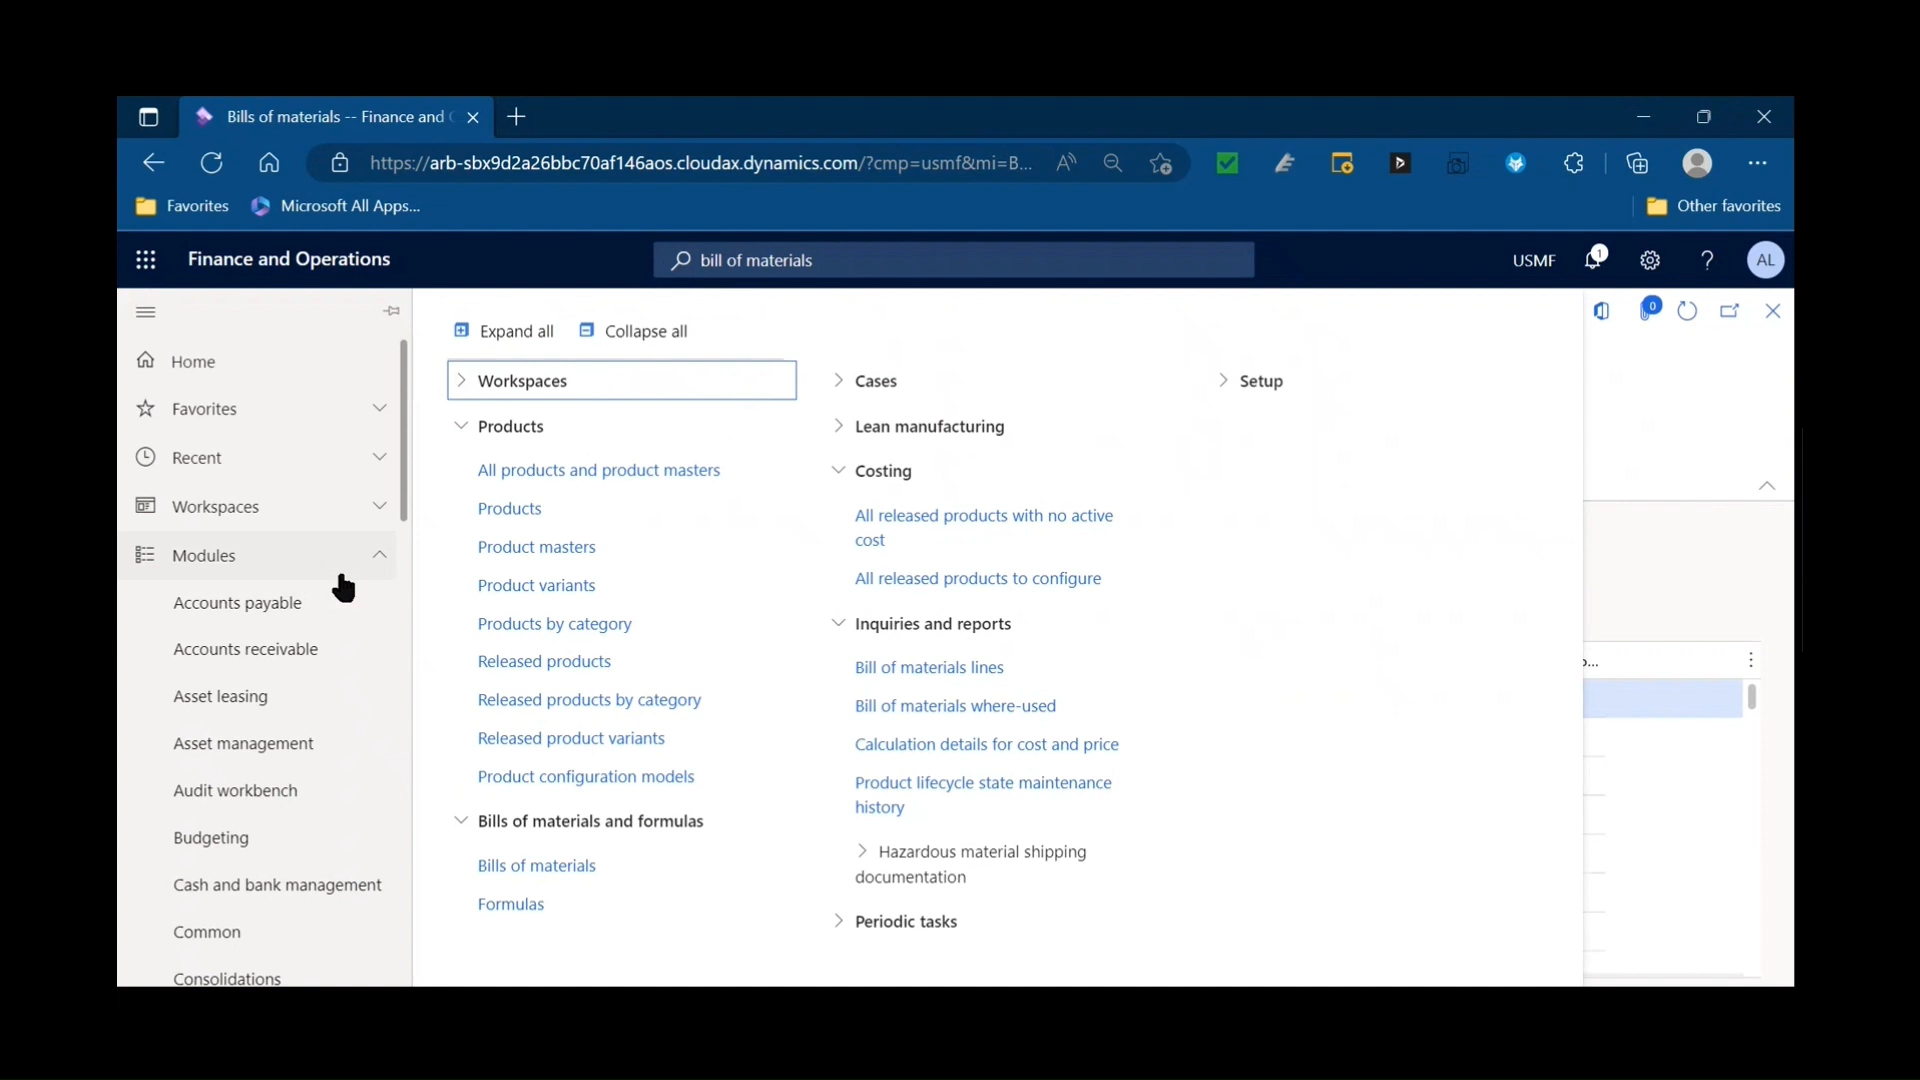 Bills of materials -- Finance and
https://arb-sbx9d2a26bbc70af146aos.cloudax.dynamics.com/?cmp=usmf&mi=B...
Favorites
Microsoft All Apps...
Other favorites
Finance and Operations
bill of materials
USMF
1
?
AL
0
Expand all
Collapse all
Home
Favorites
Recent
Workspaces
Modules
Accounts payable
Accounts receivable
Asset leasing
Asset management
Audit workbench
Budgeting
Cash and bank management
Common
Consolidations
Workspaces
Products
All products and product masters
Products
Product masters
Product variants
Products by category
Released products
Released products by category
Released product variants
Product configuration models
Bills of materials and formulas
Bills of materials
Formulas
Cases
Lean manufacturing
Costing
All released products with no active
cost
All released products to configure
Inquiries and reports
Bill of materials lines
Bill of materials where-used
Calculation details for cost and price
Product lifecycle state maintenance
history
Hazardous material shipping
documentation
Periodic tasks
Setup